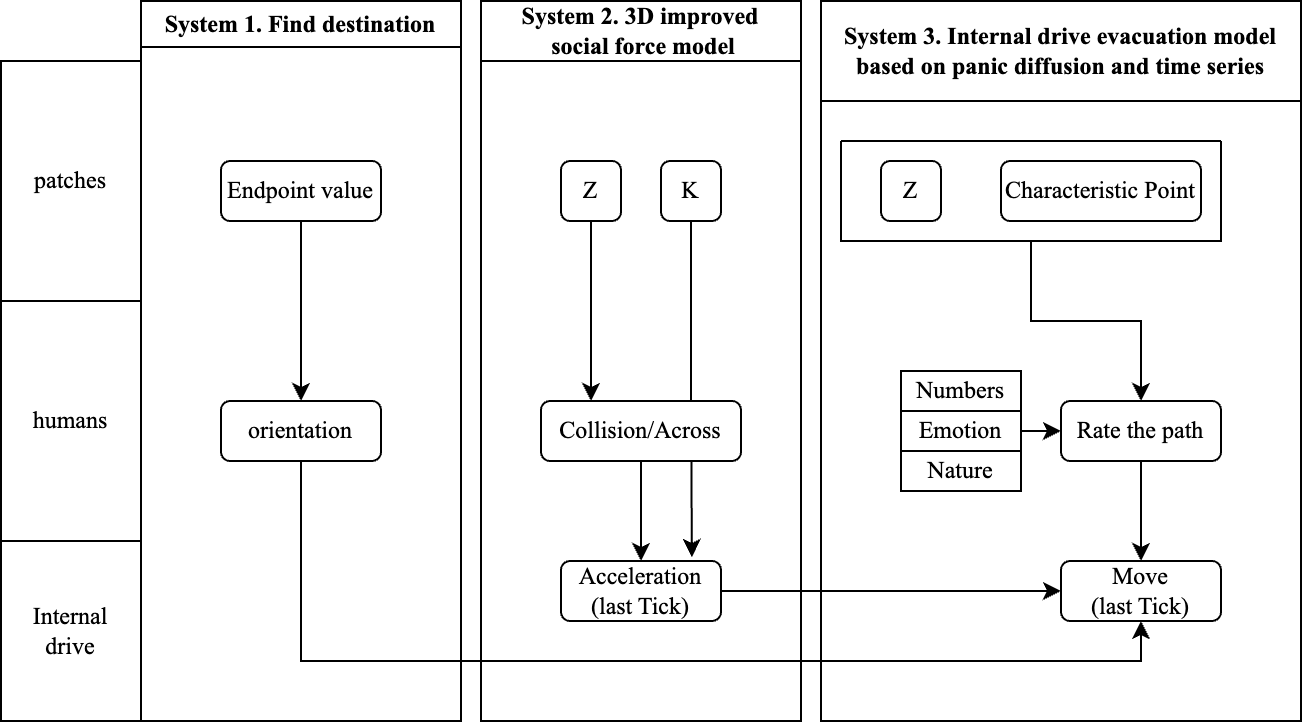 System 1. Find destination
System 2. 3D improved
social force model
System 3. Internal drive evacuation model
based on panic diffusion and time series
patches
Endpoint value
Z
K
Z
Characteristic Point
humans
orientation
Collision/Across
Numbers
Emotion
Nature
Rate the path
Internal
drive
Acceleration
(last Tick)
Move
(last Tick)